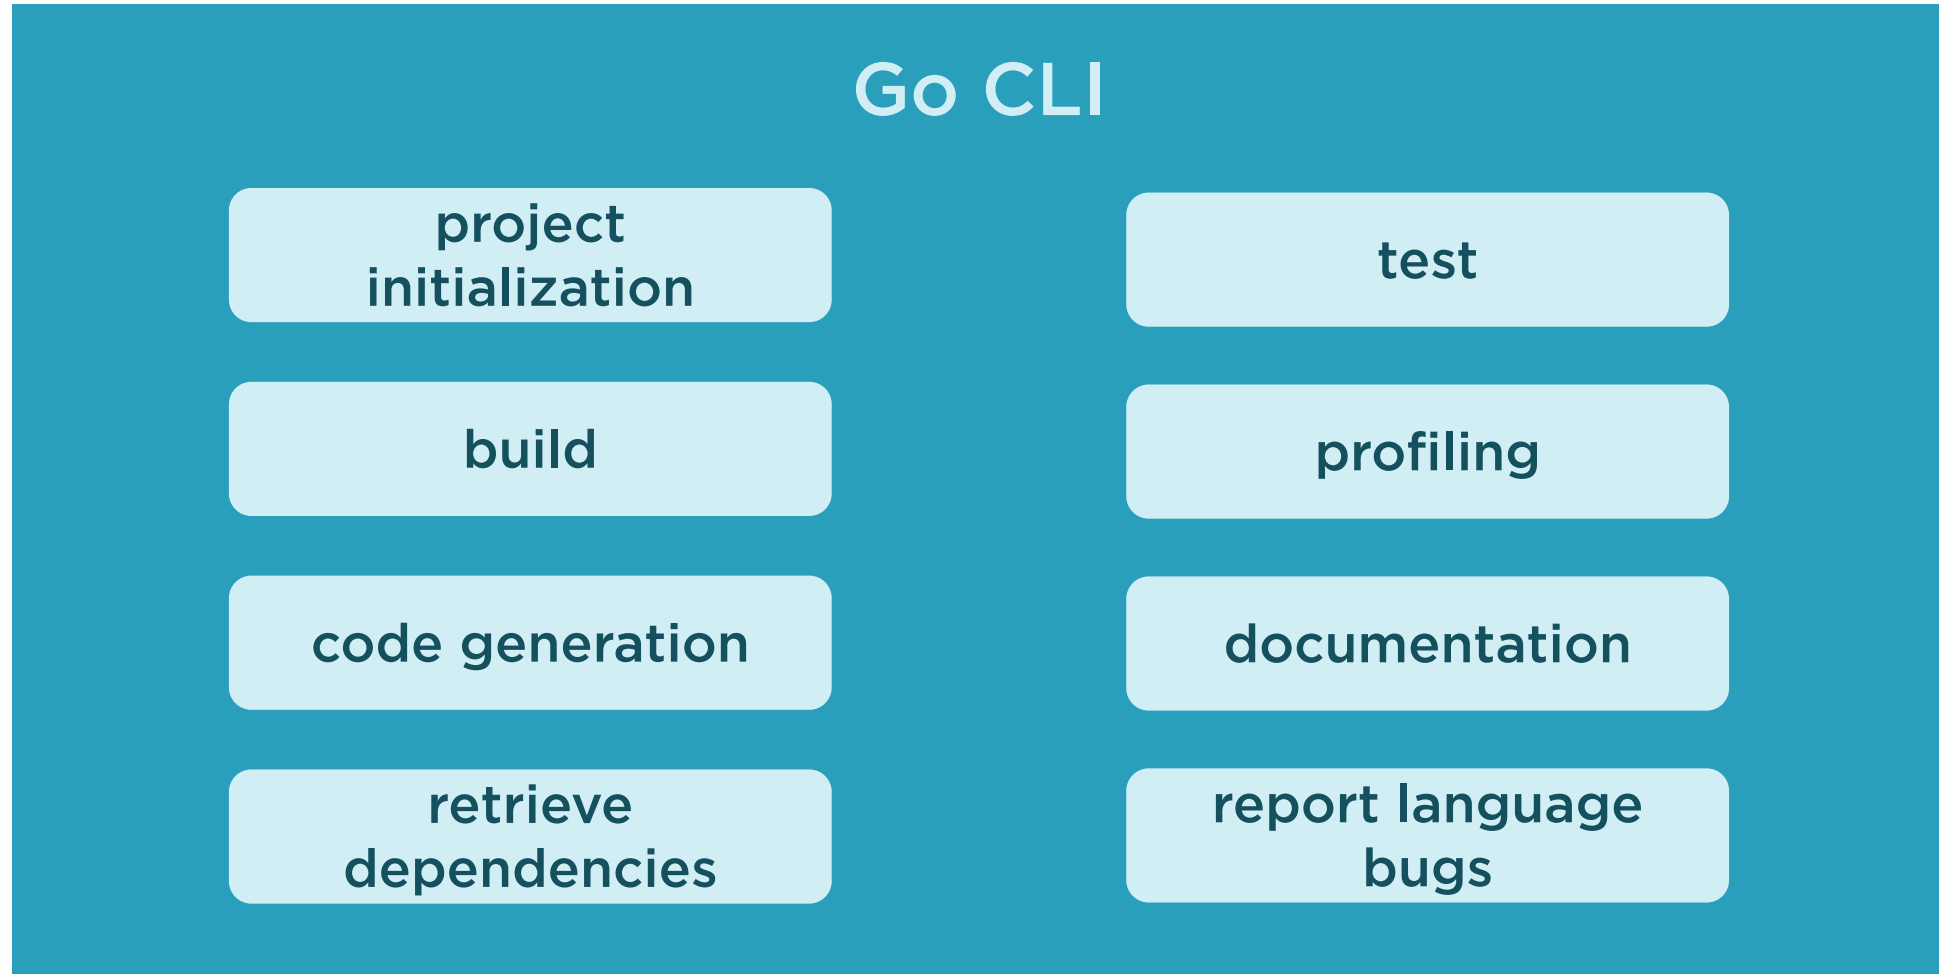 Go CLI
project
initialization
build
code generation
retrieve
dependencies
test
profiling
documentation
report language
bugs